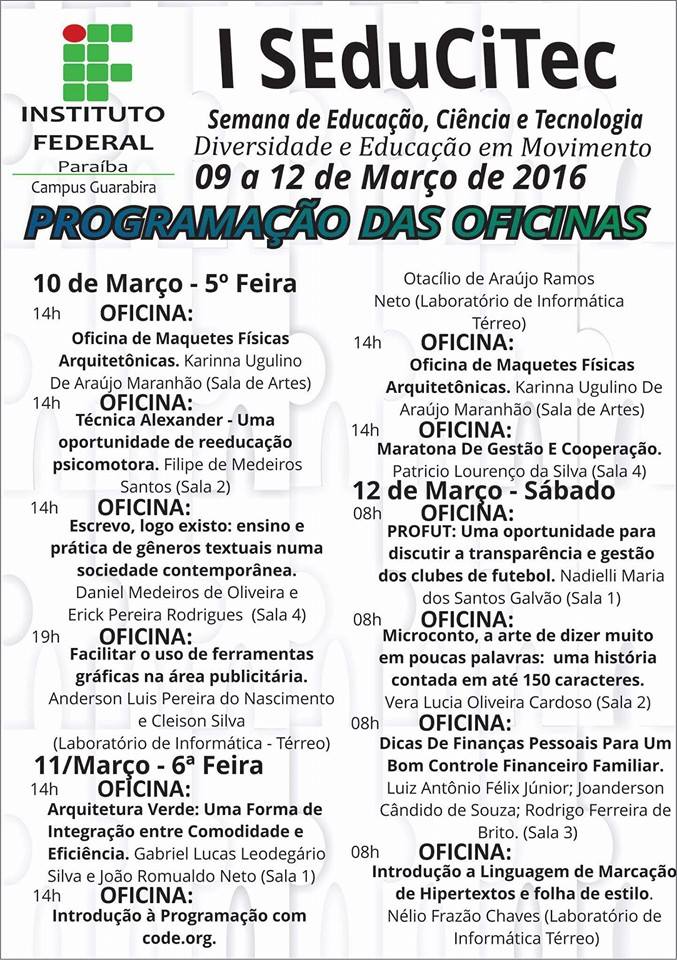 INSTITUTO
FEDERAL
Paraíba
Campus Guarabira
I SEduCiTec
Semana de Educação, Ciência e Tecnologia
Diversidade e Educação em Movimento
09 a 12 de Março de 2016
PROGRAMAÇÃO DAS OFICINAS
10 de Março - 5º Feira
14h OFICINA:
Oficina de Maquetes Físicas
Arquitetônicas. Karinna Ugulino
De Araújo Maranhão (Sala de Artes)
14h OFICINA:
Técnica Alexander - Uma
oportunidade de reeducação
psicomotora. Filipe de Medeiros
Santos (Sala 2)
14h OFICINA:
Escrevo, logo existo: ensino e
prática de gêneros textuais numa
sociedade contemporânea.
Daniel Medeiros de Oliveira e
Erick Pereira Rodrigues (Sala 4)
19h OFICINA:
Facilitar o uso de ferramentas
gráficas na área publicitária.
Anderson Luis Pereira do Nascimento
e Cleison Silva
(Laboratório de Informática - Térreo)
11/Março - 6ª Feira
14h OFICINA:
Arquitetura Verde: Uma Forma de
Integração entre Comodidade e
Eficiência. Gabriel Lucas Leodegário
Silva e João Romualdo Neto (Sala 1)
14h OFICINA:
Introdução à Programação com
code.org.
Otacílio de Araújo Ramos
Neto (Laboratório de Informática
Térreo)
14h OFICINA:
Oficina de Maquetes Físicas
Arquitetônicas. Karinna Ugulino De
Araújo Maranhão (Sala de Artes)
14h OFICINA:
Maratona De Gestão E Cooperação.
Patricio Lourenço da Silva (Sala 4)
12 de Março - Sábado
08h OFICINA:
PROFUT: Uma oportunidade para
discutir a transparência e gestão
dos clubes de futebol. Nadielli Maria
dos Santos Galvão (Sala 1)
08h OFICINA:
Microconto, a arte de dizer muito
em poucas palavras: uma história
contada em até 150 caracteres.
Vera Lucia Oliveira Cardoso (Sala 2)
08h OFICINA:
Dicas De Finanças Pessoais Para Um
Bom Controle Financeiro Familiar.
Luiz Antônio Félix Júnior; Joanderson
Cândido de Souza; Rodrigo Ferreira de
Brito. (Sala 3)
08h OFICINA:
Introdução a Linguagem de Marcação
de Hipertextos e folha de estilo.
Nélio Frazão Chaves (Laboratório de
Informática Térreo)